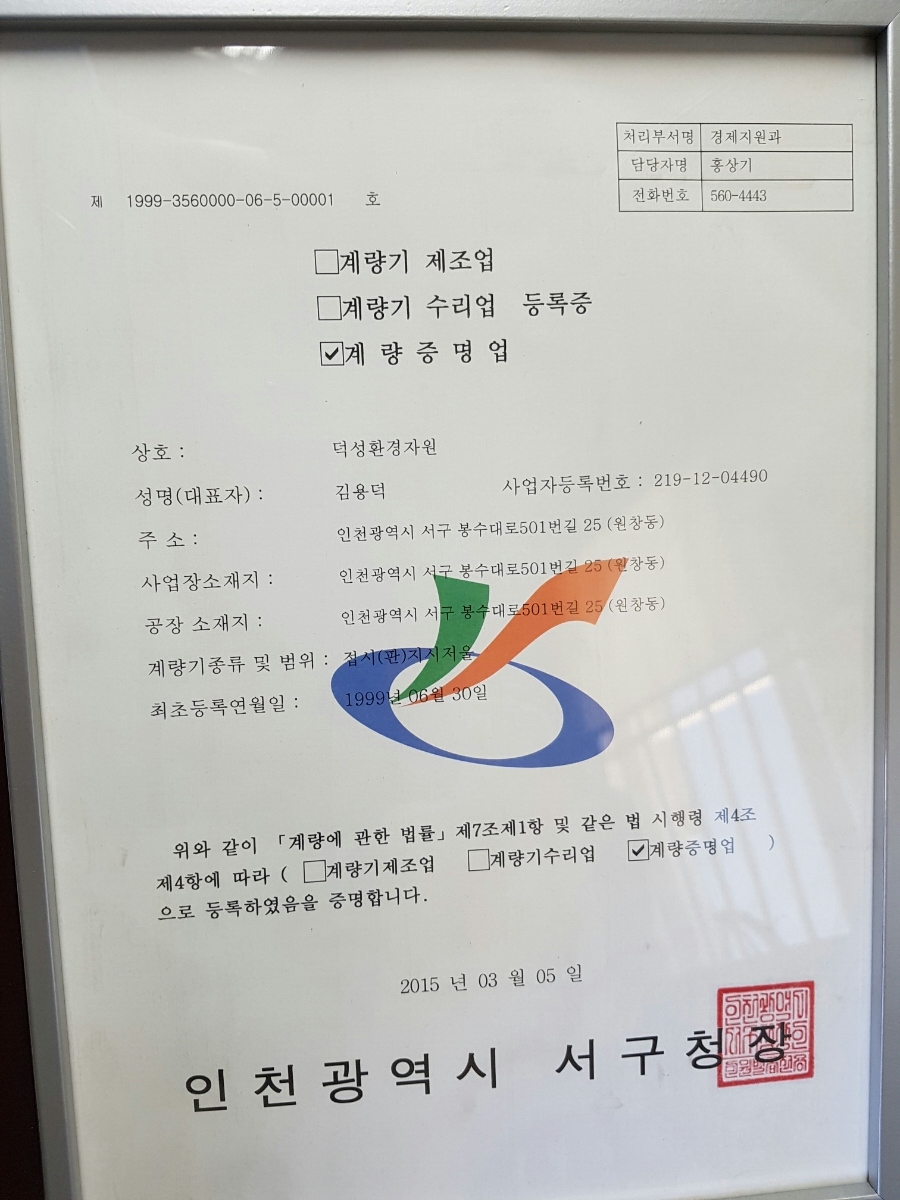 처리부서명 경제지원과
담당자명 홍상기
전화번호 560-4443
제 1999-3560000-06-5-00001 호
계량기 제조업
계량기 수리업 등록증
계 량 증 명 업
상호 : 덕성환경자원
성명(대표자) : 김용덕 사업자등록번호 : 219-12-04490
주 소 : 인천광역시 서구 봉수대로501번길 25 (원창동)
사업장소재지 : 인천광역시 서구 봉수대로501번길 25 (원창동)
공장 소재지 : 인천광역시 서구 봉수대로501번길 25 (원창동)
계량기종류 및 범위 : 접시(판)지시저울
최초등록연월일 : 1999년 06월 30일
위와 같이 「계량에 관한 법률」제7조제1항 및 같은 법 시행령 제4조
제4항에 따라 ( 계량기제조업 계량기수리업 계량증명업 )
으로 등록하였음을 증명합니다.
2015 년 03 월 05 일
인 천 광 역 시 서 구 청 장